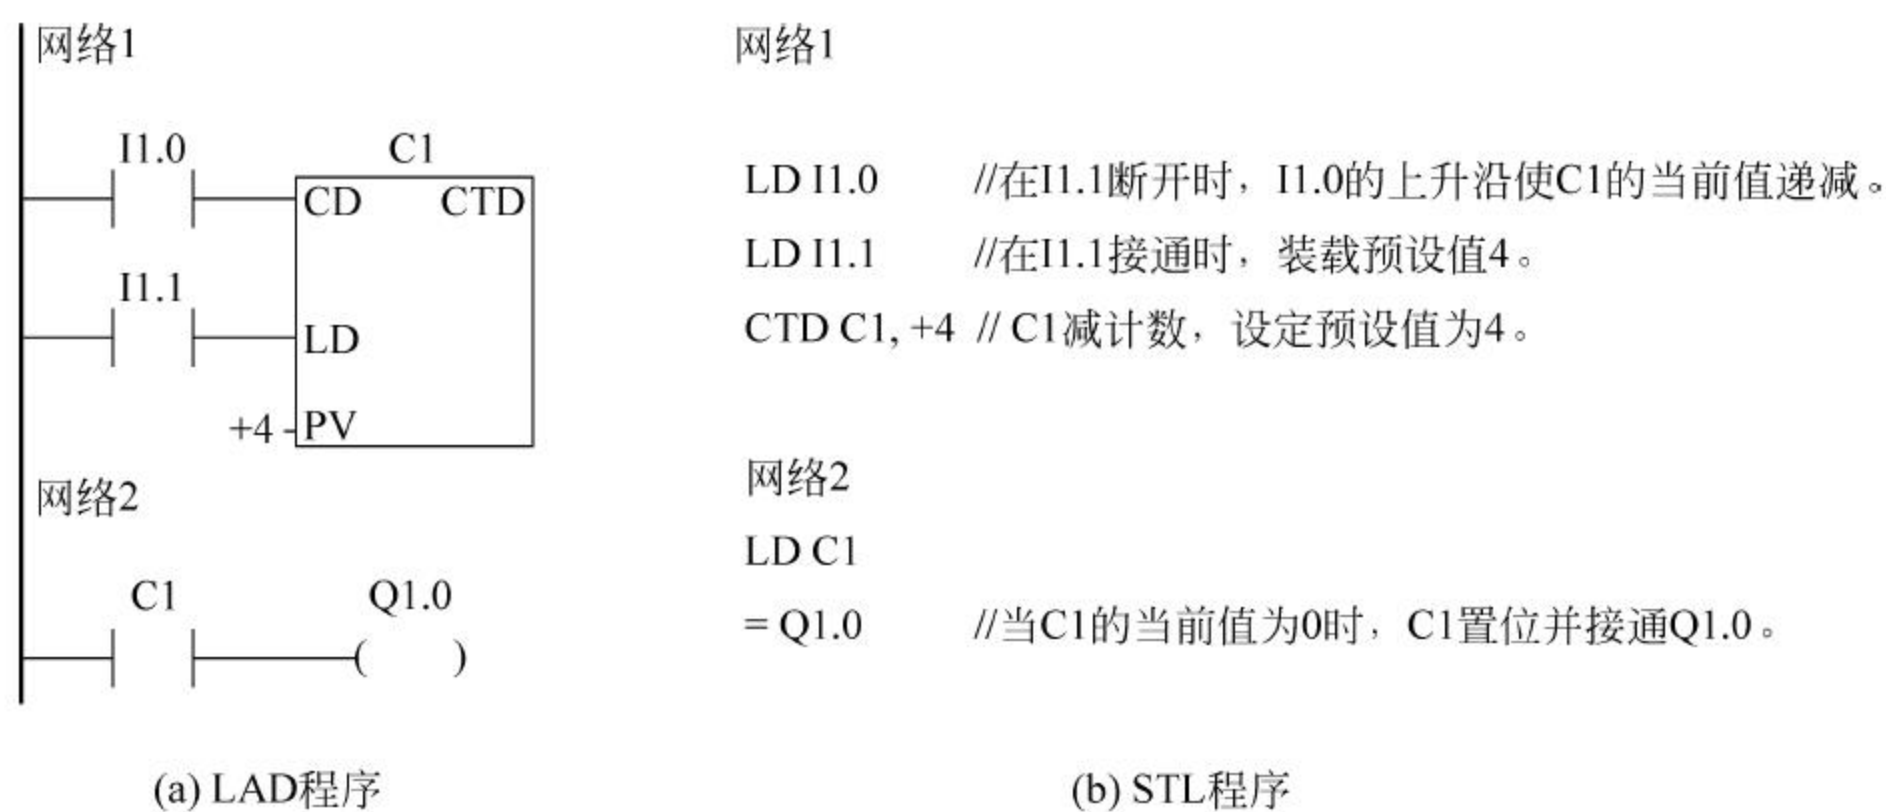 网络1
I1.0
C1
CD CTD
I1.1
LD
+4 PV
网络2
C1 Q1.0
( )
(a) LAD程序
网络1
LD I1.0 //在I1.1断开时，I1.0的上升沿使C1的当前值递减。
LD I1.1 //在I1.1接通时，装载预设值4。
CTD C1, +4 // C1减计数，设定预设值为4。
网络2
LD C1
= Q1.0 //当C1的当前值为0时，C1置位并接通Q1.0。
(b) STL程序